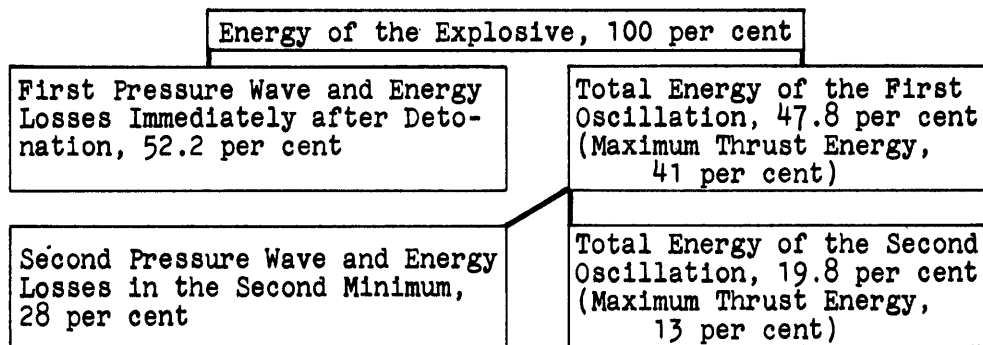 Energy of the Explosive, 100 per cent
First Pressure Wave and Energy
Losses Immediately after Deto-
nation, 52.2 per cent
Total Energy of the First
Oscillation, 47.8 per cent
(Maximum Thrust Energy,
41 per cent)
Second Pressure Wave and Energy
Losses in the Second Minimum,
28 per cent
Total Energy of the Second
Oscillation, 19.8 per cent
(Maximum Thrust Energy,
13 per cent)